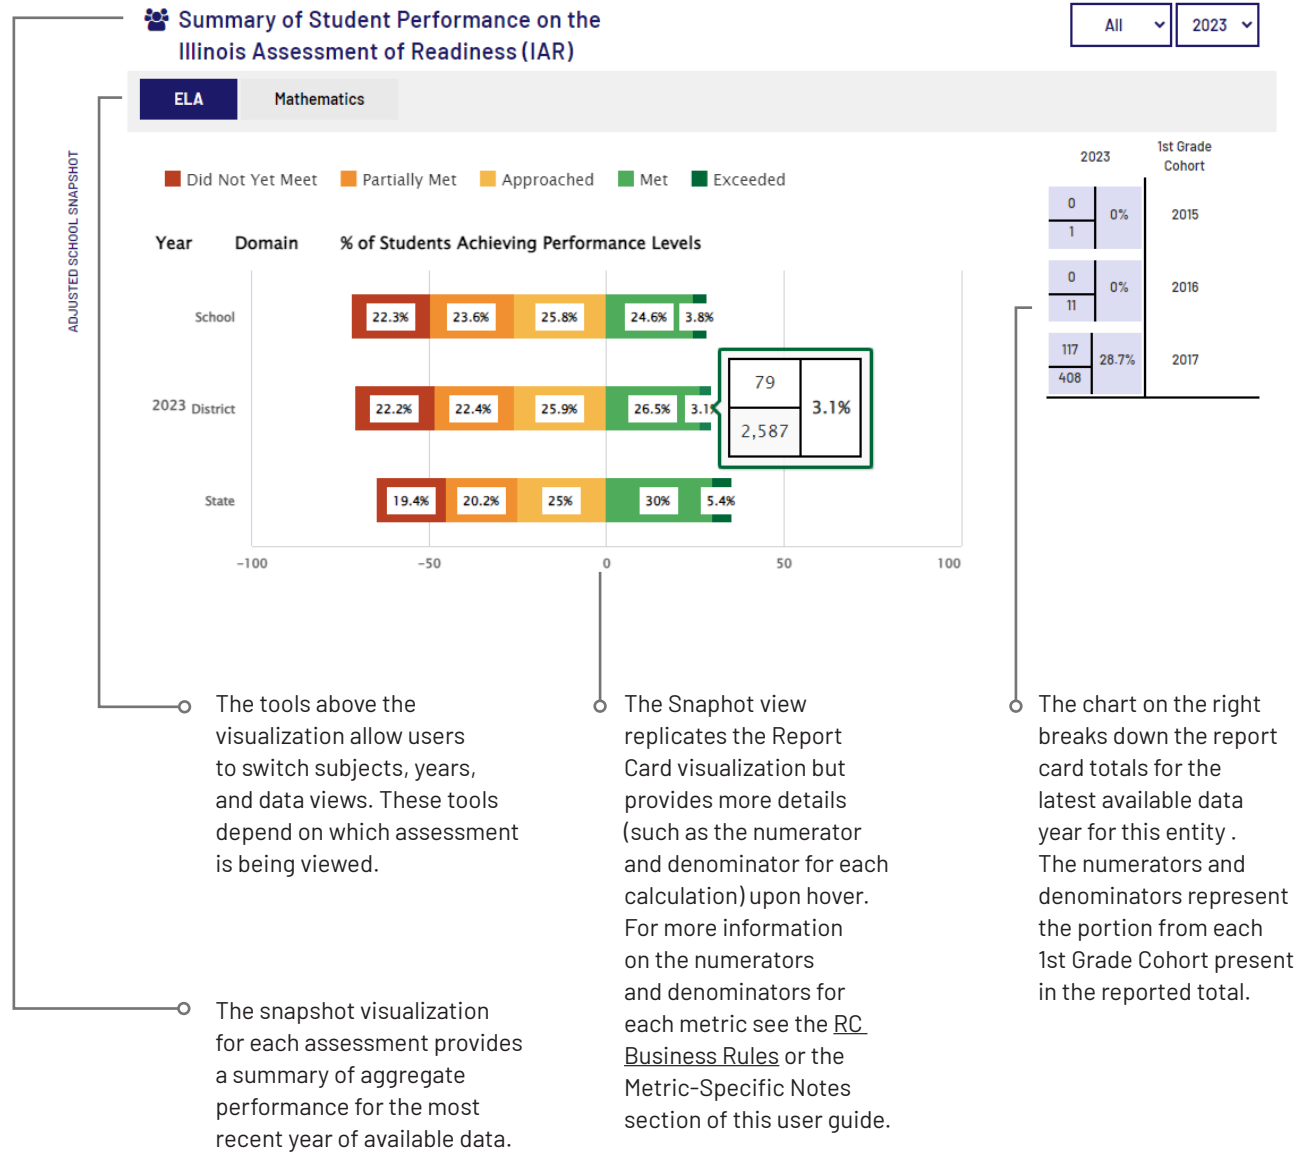 Summary of Student Performance on the
Illinois Assessment of Readiness (IAR)
All
2023
ELA
Mathematics
ADJUSTED SCHOOL SNAPSHOT
Did Not Yet Meet
Partially Met
Approached
Met
Exceeded
Year
Domain
% of Students Achieving Performance Levels
School
22.3%
23.6%
25.8%
24.6%
3.8%
2023
District
22.2%
22.4%
25.9%
26.5%
3.1%
79
2,587
3.1%
State
19.4%
20.2%
25%
30%
5.4%
-100
-50
0
50
100
2023
1st Grade
Cohort
0
1
0%
2015
0
11
0%
2016
117
408
28.7%
2017
The tools above the
visualization allow users
to switch subjects, years,
and data views. These tools
depend on which assessment
is being viewed.
The snapshot visualization
for each assessment provides
a summary of aggregate
performance for the most
recent year of available data.
The Snaphot view
replicates the Report
Card visualization but
provides more details
(such as the numerator
and denominator for each
calculation) upon hover.
For more information
on the numerators
and denominators for
each metric see the RC
Business Rules or the
Metric-Specific Notes
section of this user guide.
The chart on the right
breaks down the report
card totals for the
latest available data
year for this entity .
The numerators and
denominators represent
the portion from each
1st Grade Cohort present
in the reported total.